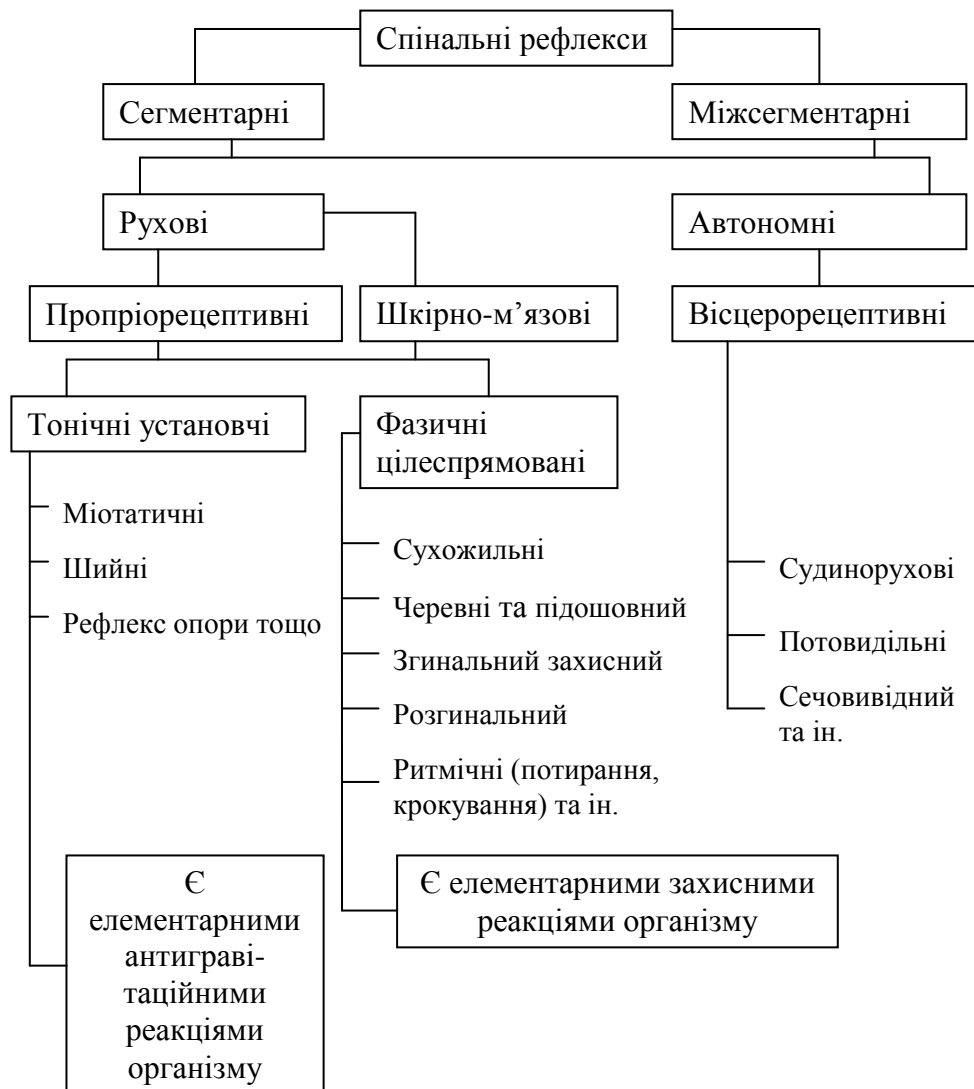 Спінальні рефлекси
Сегментарні
Міжсегментарні
Рухові
Автономні
Пропріорецептивні
Шкірно-м’язові
Вісцерорецептивні
Тонічні установчі
Фазичні
цілеспрямовані
Міотатичні
Шийні
Рефлекс опори тощо
Сухожильні
Черевні та підошовний
Згинальний захисний
Розгинальний
Ритмічні (потирання,
крокування) та ін.
Судинорухові
Потовидільні
Сечовивідний
та ін.
Є
елементарними
антиграві-
таційними
реакціями
організму
Є елементарними захисними
реакціями організму